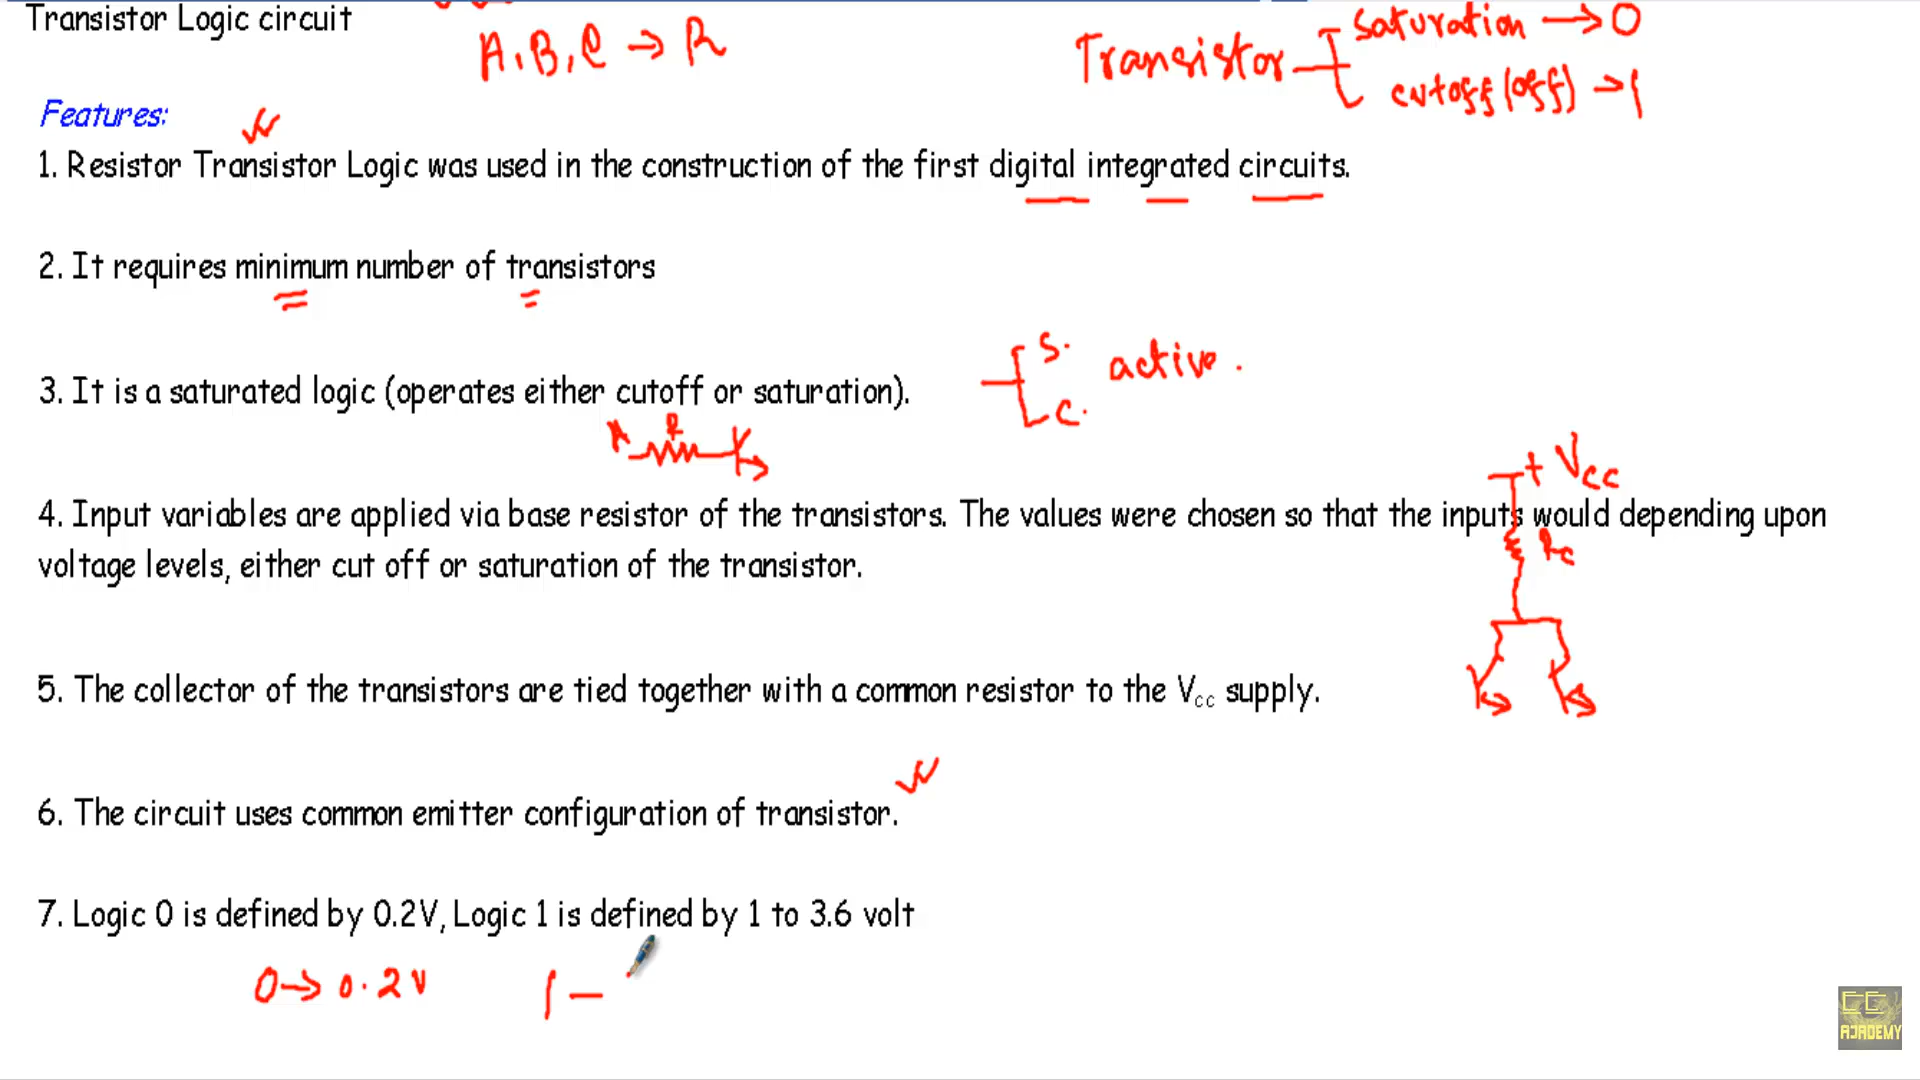 Transistor Logic circuit
A, B, C → R
Transistor
saturation → 0
cutoff (off) → 1
Features:
1. Resistor Transistor Logic was used in the construction of the first digital integrated circuits.
2. It requires minimum number of transistors
S.
active.
3. It is a saturated logic (operates either cutoff or saturation).
C.
A R
+ Vcc
4. Input variables are applied via base resistor of the transistors. The values were chosen so that the inputs would depending upon
Rc
voltage levels, either cut off or saturation of the transistor.
5. The collector of the transistors are tied together with a common resistor to the Vcc supply.
6. The circuit uses common emitter configuration of transistor.
7. Logic 0 is defined by 0.2V, Logic 1 is defined by 1 to 3.6 volt
0 → 0.2 V 1 –
EE
ACADEMY